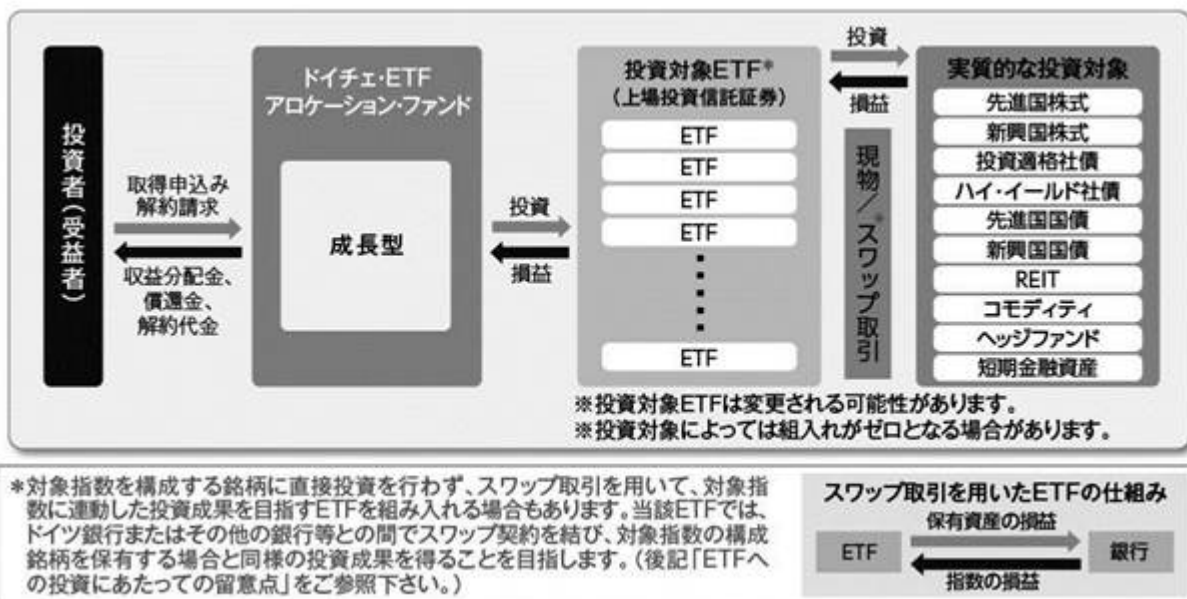 投資者(受益者)
取得申込み
解約請求
収益分配金、
償還金、
解約代金
ドイチェ・ETF
アロケーション・ファンド
成長型
投資
損益
投資対象ETF*
(上場投資信託証券)
ETF
ETF
ETF
ETF
ETF
投資
損益
現物/*スワップ取引
実質的な投資対象
先進国株式
新興国株式
投資適格社債
ハイ・イールド社債
先進国国債
新興国国債
REIT
コモディティ
ヘッジファンド
短期金融資産
※投資対象ETFは変更される可能性があります。
※投資対象によっては組入れがゼロとなる場合があります。
*対象指数を構成する銘柄に直接投資を行わず、スワップ取引を用いて、対象指
数に連動した投資成果を目指すETFを組み入れる場合もあります。当該ETFでは、
ドイツ銀行またはその他の銀行等との間でスワップ契約を結び、対象指数の構成
銘柄を保有する場合と同様の投資成果を得ることを目指します。(後記「ETFへ
の投資にあたっての留意点」をご参照下さい。)
スワップ取引を用いたETFの仕組み
保有資産の損益
ETF
銀行
指数の損益